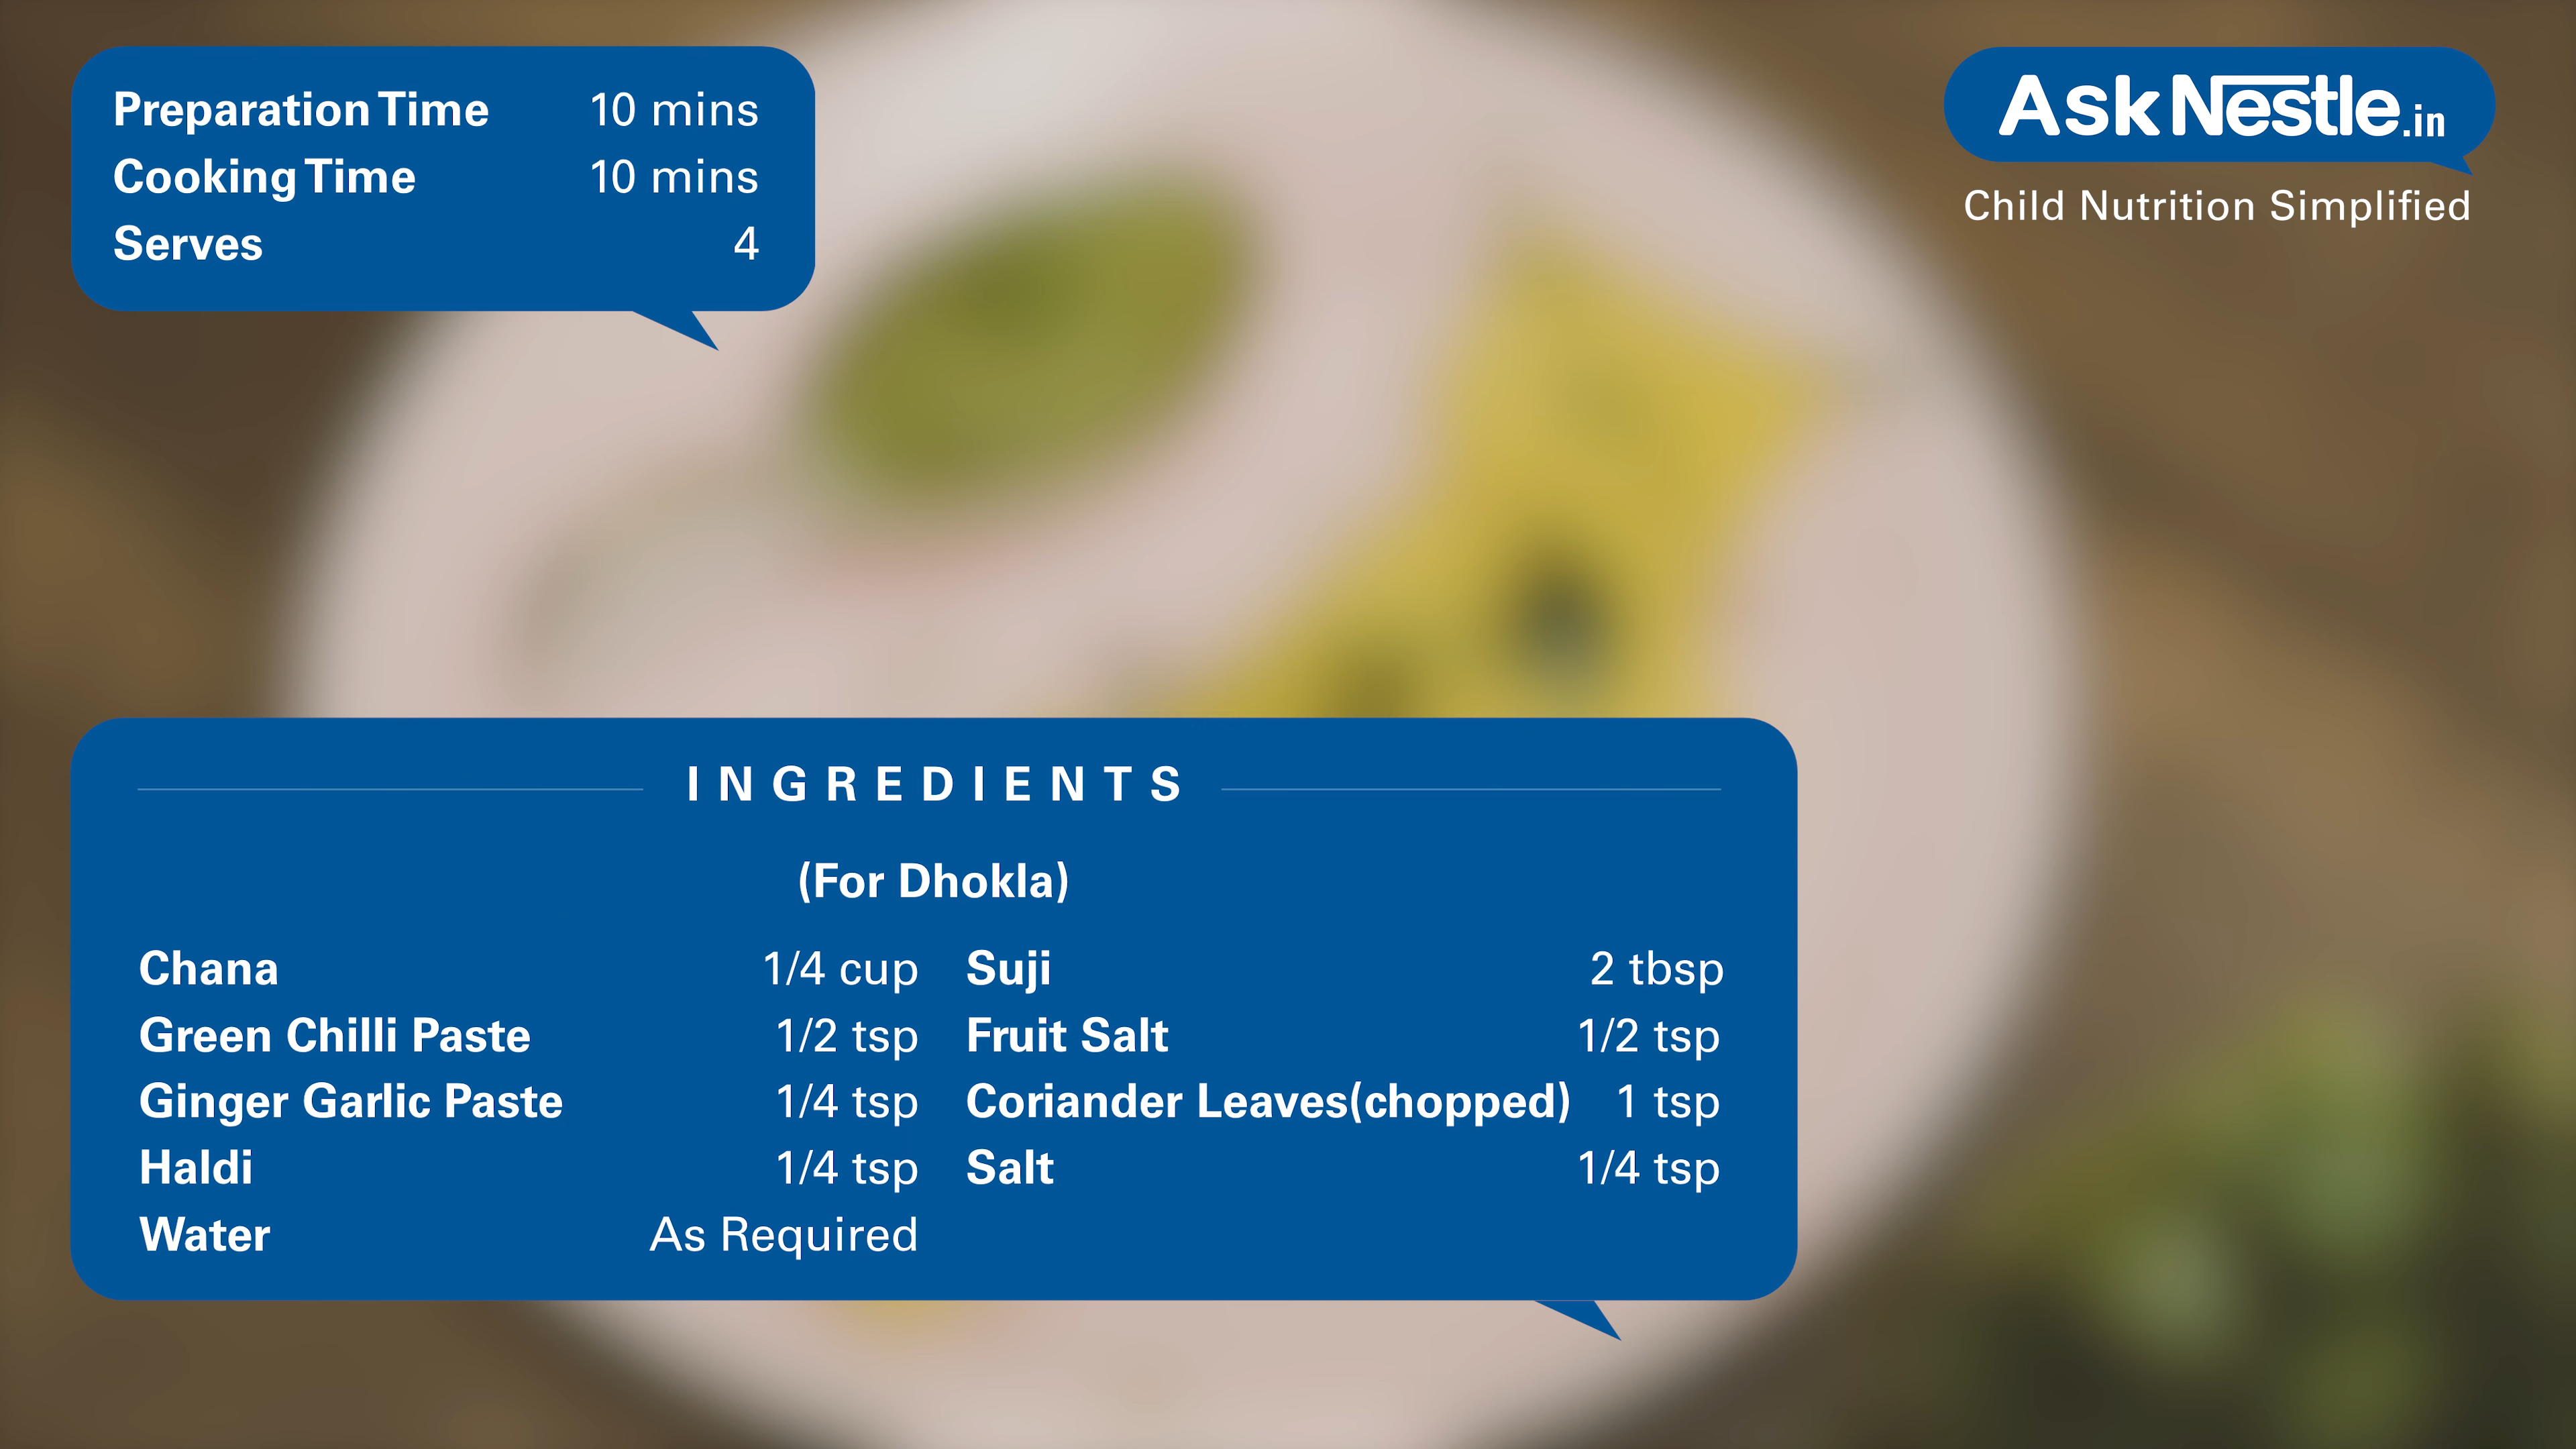 Preparation Time 10 mins
Cooking Time 10 mins
Serves 4
Ask Nestle.in
Child Nutrition Simplified
INGREDIENTS
(For Dhokla)
Chana 1/4 cup Suji 2 tbsp
Green Chilli Paste 1/2 tsp Fruit Salt 1/2 tsp
Ginger Garlic Paste 1/4 tsp Coriander Leaves(chopped) 1 tsp
Haldi 1/4 tsp Salt 1/4 tsp
Water As Required